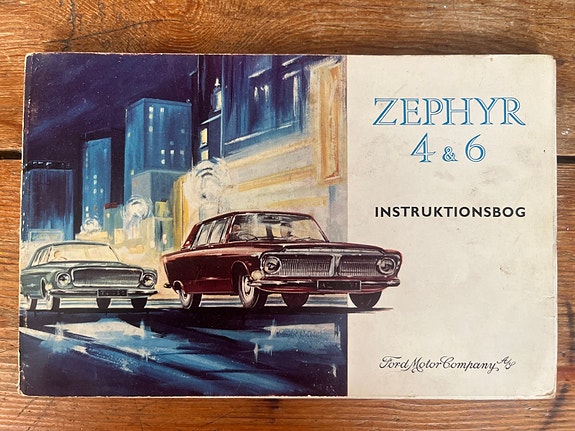 ZEPHYR
4 & 6
INSTRUKTIONSBOG
Ford Motor Company A/S